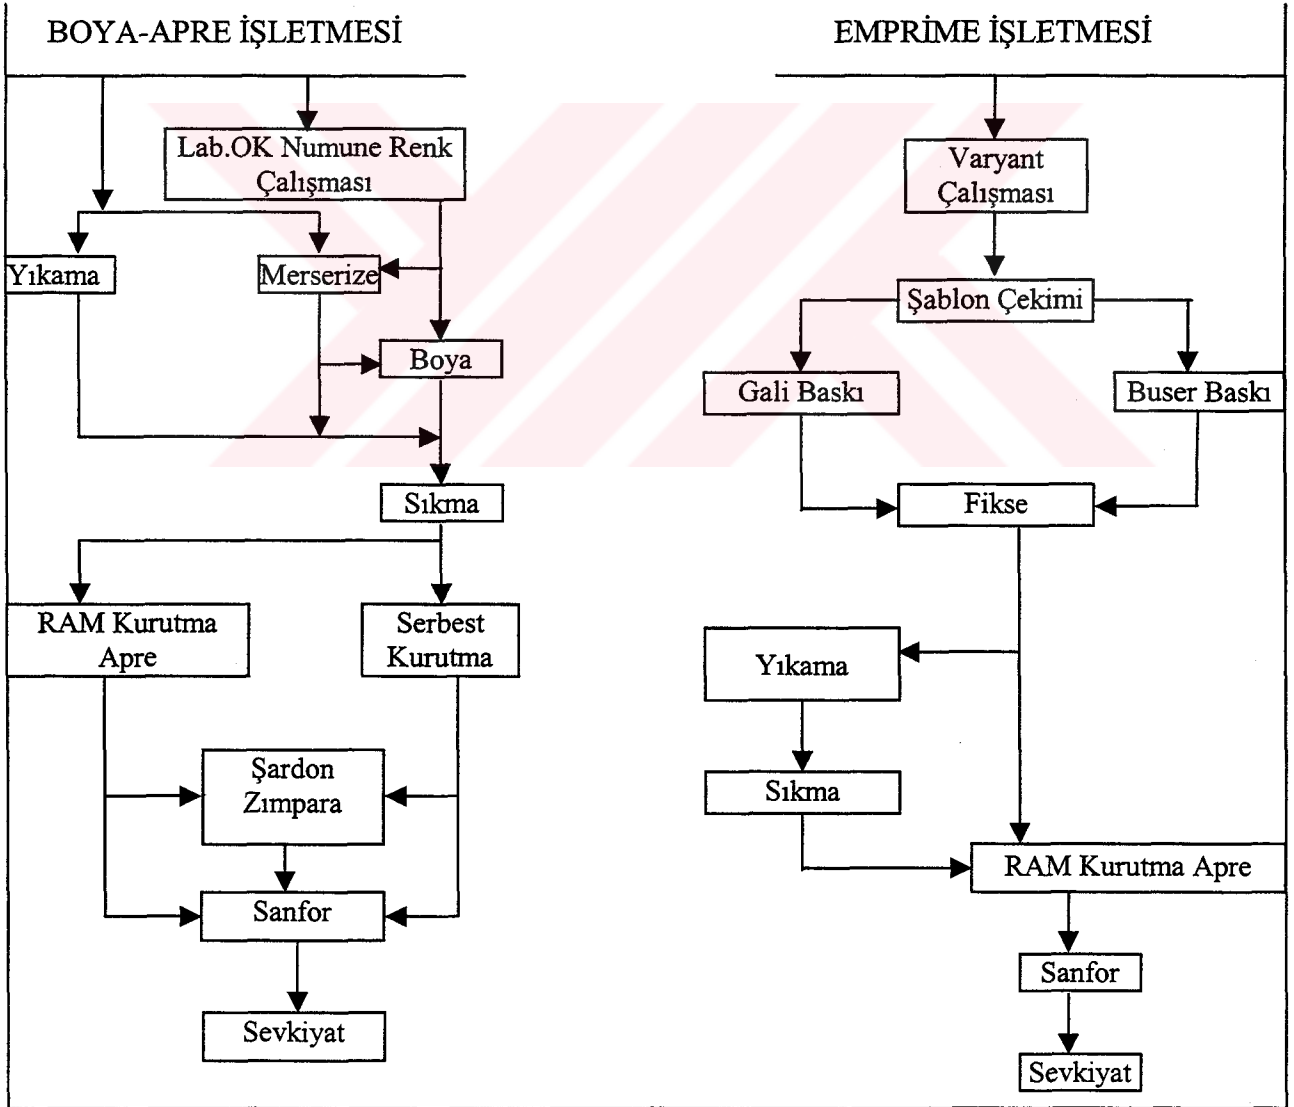 BOYA-APRE İŞLETMESİ
Lab.OK Numune Renk
Çalışması
Yıkama
Merserize
Boya
Sıkma
RAM Kurutma
Apre
Serbest
Kurutma
Şardon
Zımpara
Sanfor
Sevkiyat
EMPRİME İŞLETMESİ
Varyant
Çalışması
Şablon Çekimi
Gali Baskı
Buser Baskı
Fikse
Yıkama
Sıkma
RAM Kurutma Apre
Sanfor
Sevkiyat